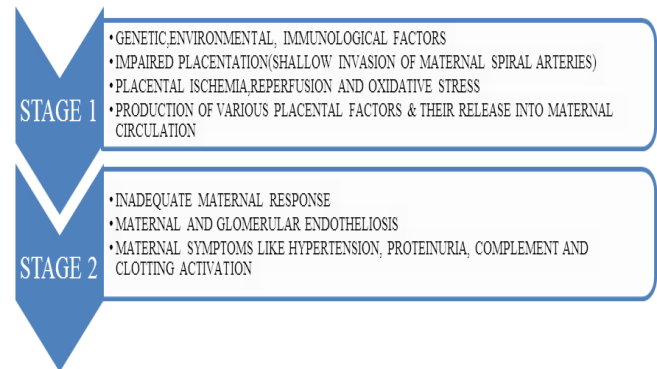 STAGE 1
• GENETIC,ENVIRONMENTAL, IMMUNOLOGICAL FACTORS
• IMPAIRED PLACENTATION(SHALLOW INVASION OF MATERNAL SPIRAL ARTERIES)
• PLACENTAL ISCHEMIA,REPERFUSION AND OXIDATIVE STRESS
• PRODUCTION OF VARIOUS PLACENTAL FACTORS & THEIR RELEASE INTO MATERNAL
CIRCULATION
STAGE 2
• INADEQUATE MATERNAL RESPONSE
• MATERNAL AND GLOMERULAR ENDOTHELIOSIS
• MATERNAL SYMPTOMS LIKE HYPERTENSION, PROTEINURIA, COMPLEMENT AND
CLOTTING ACTIVATION